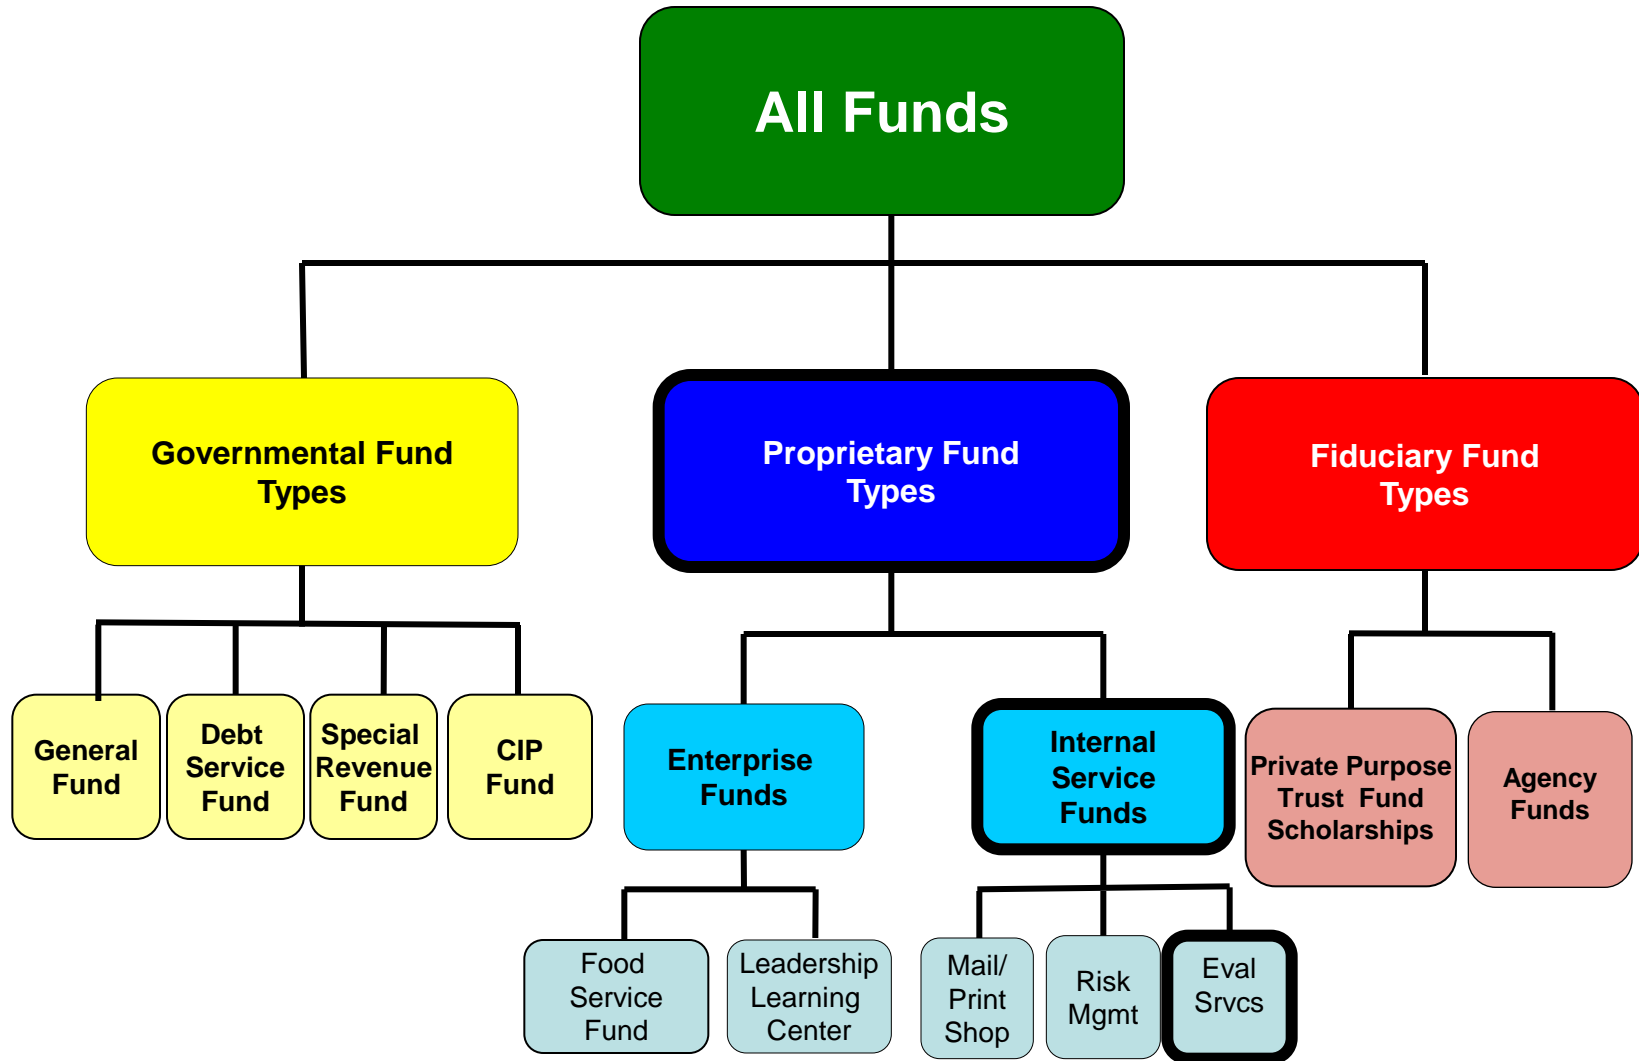 All Funds
Governmental Fund
Types
Proprietary Fund
Types
Fiduciary Fund
Types
General
Fund
Debt
Service
Fund
Special
Revenue
Fund
CIP
Fund
Enterprise
Funds
Internal
Service
Funds
Private Purpose
Trust Fund
Scholarships
Agency
Funds
Food
Service
Fund
Leadership
Learning
Center
Mail/
Print
Shop
Risk
Mgmt
Eval
Srvcs